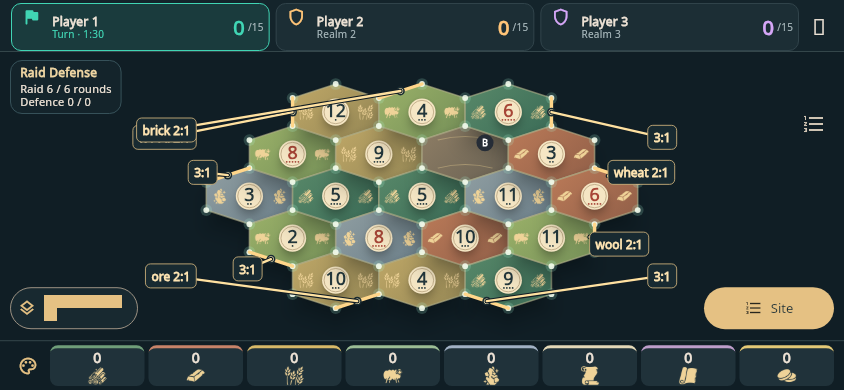 Player 1
Turn · 1:30
0 /15
Player 2
Realm 2
0 /15
Player 3
Realm 3
0 /15
Raid Defense
Raid 6 / 6 rounds
Defence 0 / 0
12
4
6
brick 2:1
3:1
8
9
B
3
3:1
wheat 2:1
3
5
5
11
6
2
8
10
11
wool 2:1
3:1
ore 2:1
10
4
9
3:1
Site
0
0
0
0
0
0
0
0